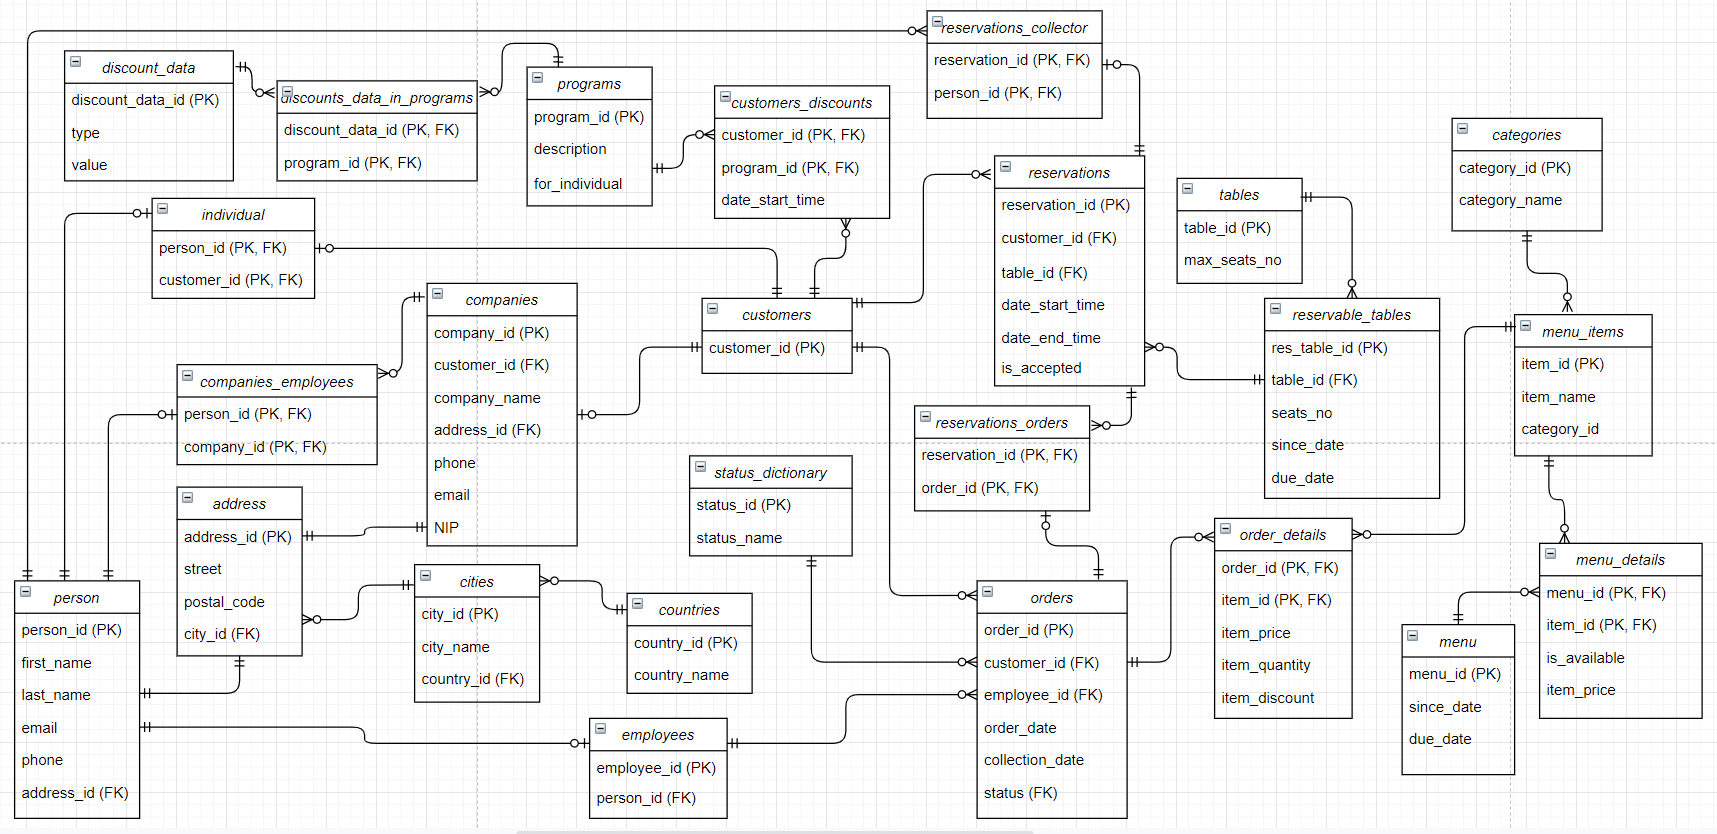 reservations_collector
reservation_id (PK, FK)
person_id (PK, FK)
discount_data
discount_data_id (PK)
type
value
discounts_data_in_programs
discount_data_id (PK, FK)
program_id (PK, FK)
programs
program_id (PK)
description
for_individual
customers_discounts
customer_id (PK, FK)
program_id (PK, FK)
date_start_time
reservations
reservation_id (PK)
customer_id (FK)
table_id (FK)
date_start_time
date_end_time
is_accepted
tables
table_id (PK)
max_seats_no
categories
category_id (PK)
category_name
individual
person_id (PK, FK)
customer_id (PK, FK)
companies
company_id (PK)
customer_id (FK)
company_name
address_id (FK)
phone
email
NIP
customers
customer_id (PK)
reservable_tables
res_table_id (PK)
table_id (FK)
seats_no
since_date
due_date
menu_items
item_id (PK)
item_name
category_id
companies_employees
person_id (PK, FK)
company_id (PK, FK)
reservations_orders
reservation_id (PK, FK)
order_id (PK, FK)
status_dictionary
status_id (PK)
status_name
address
address_id (PK)
street
postal_code
city_id (FK)
order_details
order_id (PK, FK)
item_id (PK, FK)
item_price
item_quantity
item_discount
menu_details
menu_id (PK, FK)
item_id (PK, FK)
is_available
item_price
cities
city_id (PK)
city_name
country_id (FK)
countries
country_id (PK)
country_name
person
person_id (PK)
first_name
last_name
email
phone
address_id (FK)
orders
order_id (PK)
customer_id (FK)
employee_id (FK)
order_date
collection_date
status (FK)
menu
menu_id (PK)
since_date
due_date
employees
employee_id (PK)
person_id (FK)